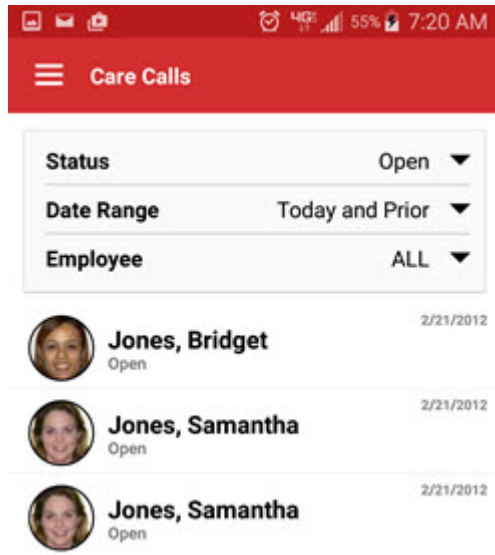 4G 55% 7:20 AM
Care Calls
Status Open
Date Range Today and Prior
Employee ALL
2/21/2012
Jones, Bridget
Open
2/21/2012
Jones, Samantha
Open
2/21/2012
Jones, Samantha
Open